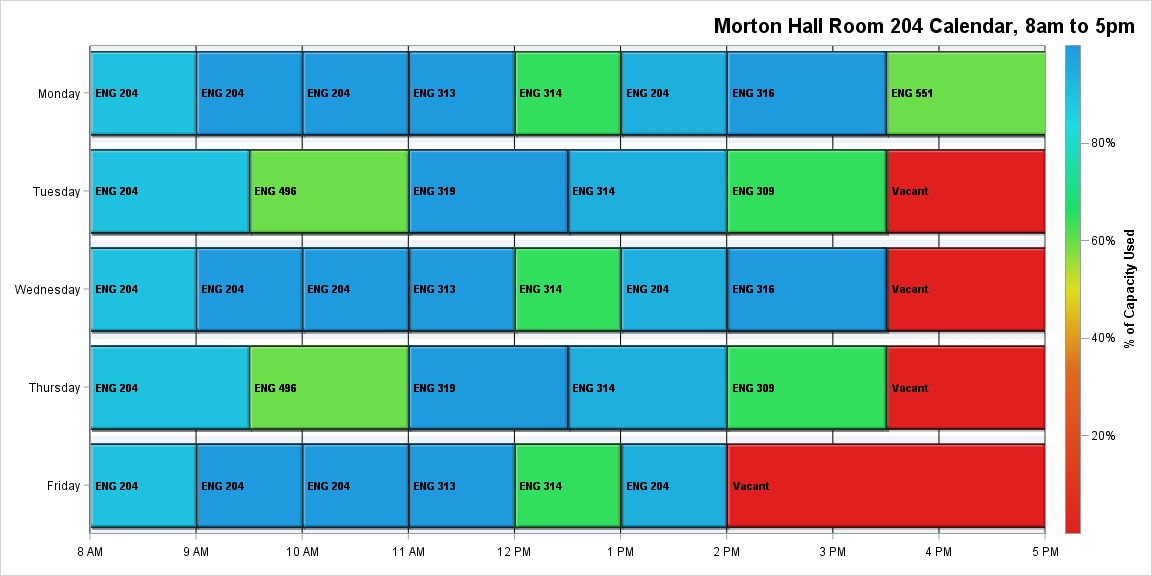 Morton Hall Room 204 Calendar, 8am to 5pm
Monday ENG 204 ENG 204 ENG 204 ENG 313 ENG 314 ENG 204 ENG 316 ENG 551
80%
Tuesday ENG 204 ENG 496 ENG 319 ENG 314 ENG 309 Vacant
60%
% of Capacity Used
Wednesday ENG 204 ENG 204 ENG 204 ENG 313 ENG 314 ENG 204 ENG 316 Vacant
40%
Thursday ENG 204 ENG 496 ENG 319 ENG 314 ENG 309 Vacant
20%
Friday ENG 204 ENG 204 ENG 204 ENG 313 ENG 314 ENG 204 Vacant
8 AM 9 AM 10 AM 11 AM 12 PM 1 PM 2 PM 3 PM 4 PM 5 PM